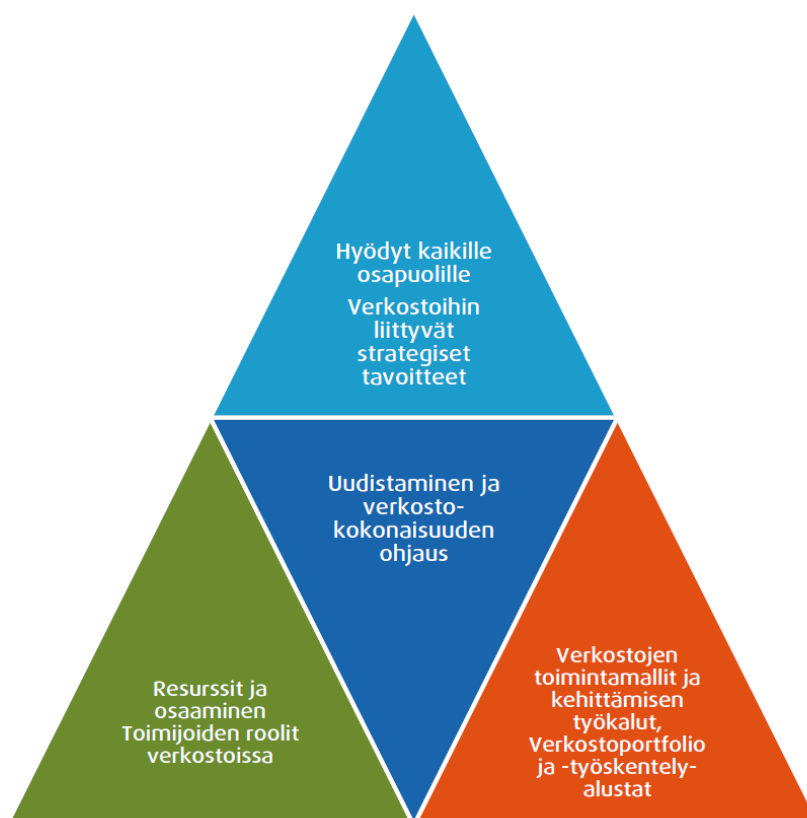 Hyödyt kaikille
osapuolille
Verkostoihin
liittyvät
strategiset
tavoitteet
Uudistaminen ja
verkosto-
kokonaisuuden
ohjaus
Resurssit ja
osaaminen
Toimijoiden roolit
verkostoissa
Verkostojen
toimintamallit ja
kehittämisen
työkalut,
Verkostoportfolio
ja -työskentely-
alustat